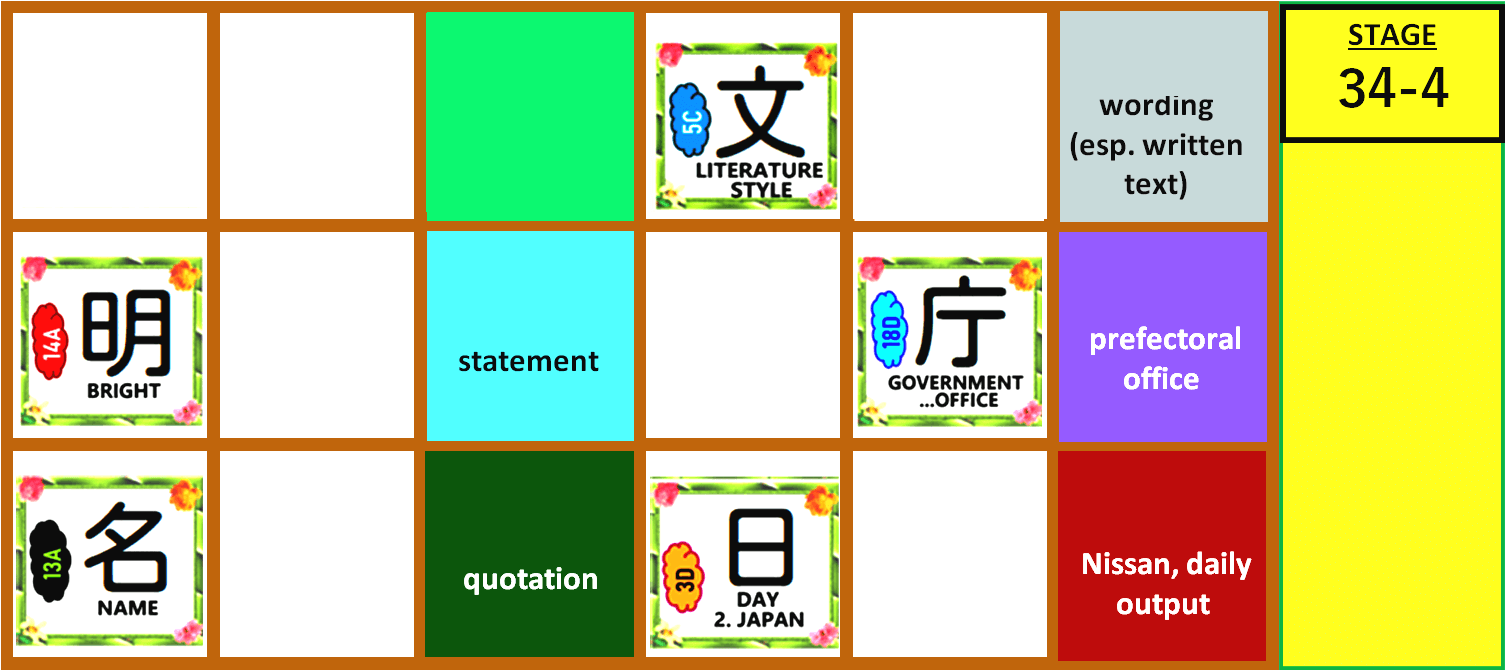 5C
文
LITERATURE
STYLE
wording
(esp. written
text)
STAGE
34-4
14A
明
BRIGHT
statement
18D
庁
GOVERNMENT
...OFFICE
prefectoral
office
13A
名
NAME
quotation
3D
日
DAY
2. JAPAN
Nissan, daily
output